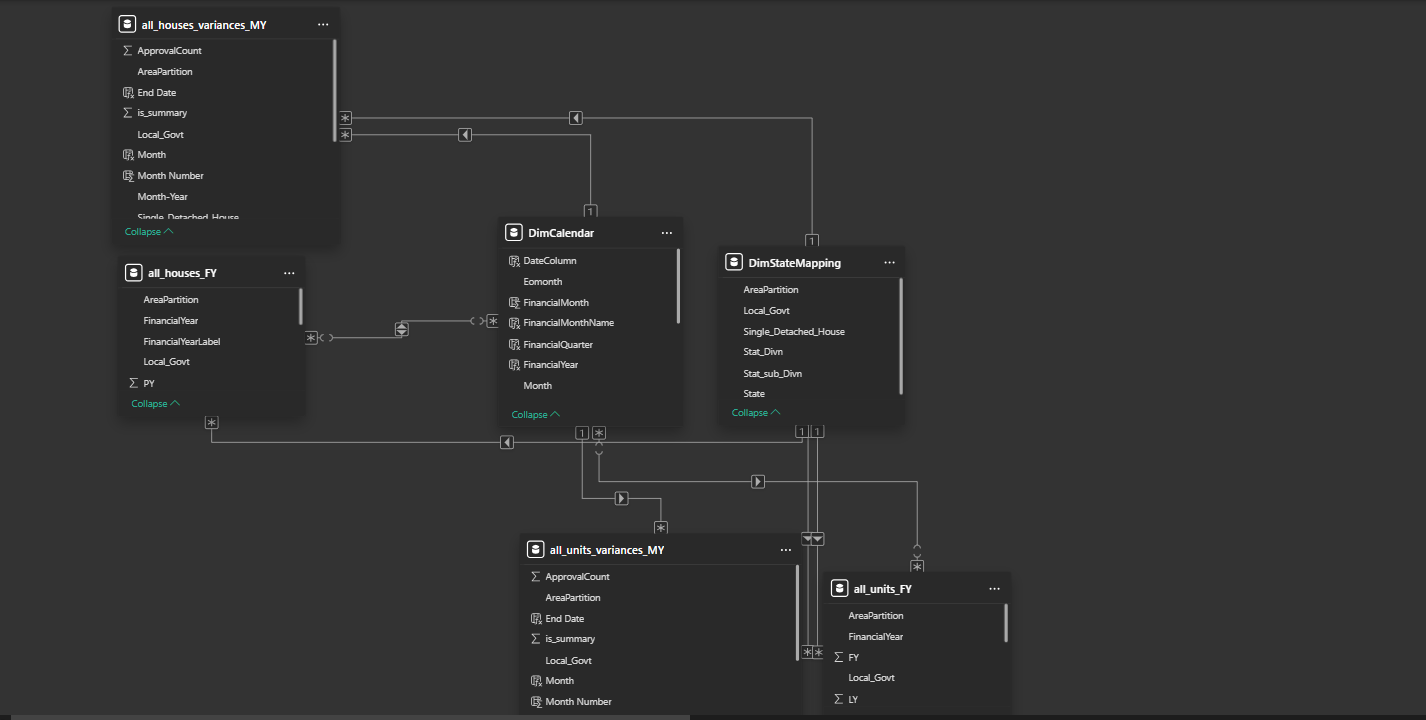 all_houses_variances_MY
ApprovalCount
AreaPartition
End Date
is_summary
Local_Govt
Month
Month Number
Month-Year
Single_Detached_House
Collapse
all_houses_FY
AreaPartition
FinancialYear
FinancialYearLabel
Local_Govt
PY
Collapse
DimCalendar
DateColumn
Eomonth
FinancialMonth
FinancialMonthName
FinancialQuarter
FinancialYear
Month
Collapse
DimStateMapping
AreaPartition
Local_Govt
Single_Detached_House
Stat_Divn
Stat_sub_Divn
State
Collapse
all_units_variances_MY
ApprovalCount
AreaPartition
End Date
is_summary
Local_Govt
Month
Month Number
all_units_FY
AreaPartition
FinancialYear
FY
Local_Govt
LY
1
1
1
1
1